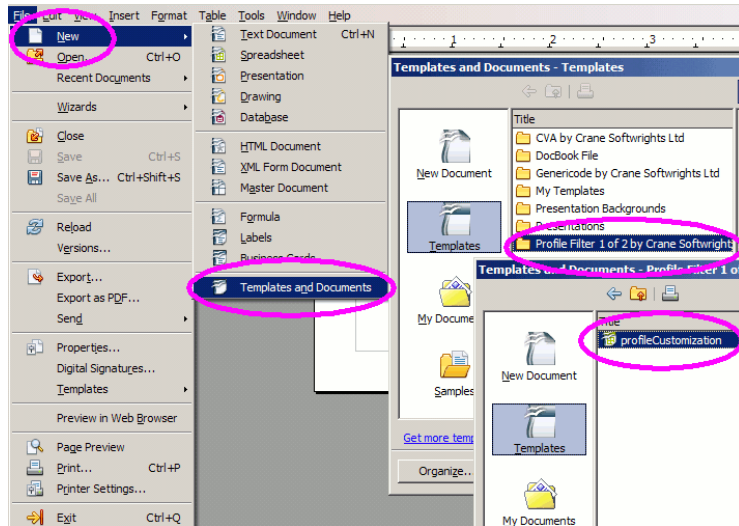 File Edit View Insert Format Table Tools Window Help
New
Open... Ctrl+O
Recent Documents
Wizards
Close
Save Ctrl+S
Save As... Ctrl+Shift+S
Save All
Reload
Versions...
Export...
Export as PDF...
Send
Properties...
Digital Signatures...
Templates
Preview in Web Browser
Page Preview
Print... Ctrl+P
Printer Settings...
Exit Ctrl+Q
Text Document Ctrl+N
Spreadsheet
Presentation
Drawing
Database
HTML Document
XML Form Document
Master Document
Formula
Labels
Business Cards
Templates and Documents
1 2 3
Templates and Documents - Templates
New Document
Templates
My Docume
Samples
Get more temp
Organize...
Title
CVA by Crane Softwrights Ltd
DocBook File
Genericode by Crane Softwrights Ltd
My Templates
Presentation Backgrounds
Presentations
Profile Filter 1 of 2 by Crane Softwright
Templates and Documents - Profile Filter 1 of
New Document
Templates
My Documents
Title
profileCustomization